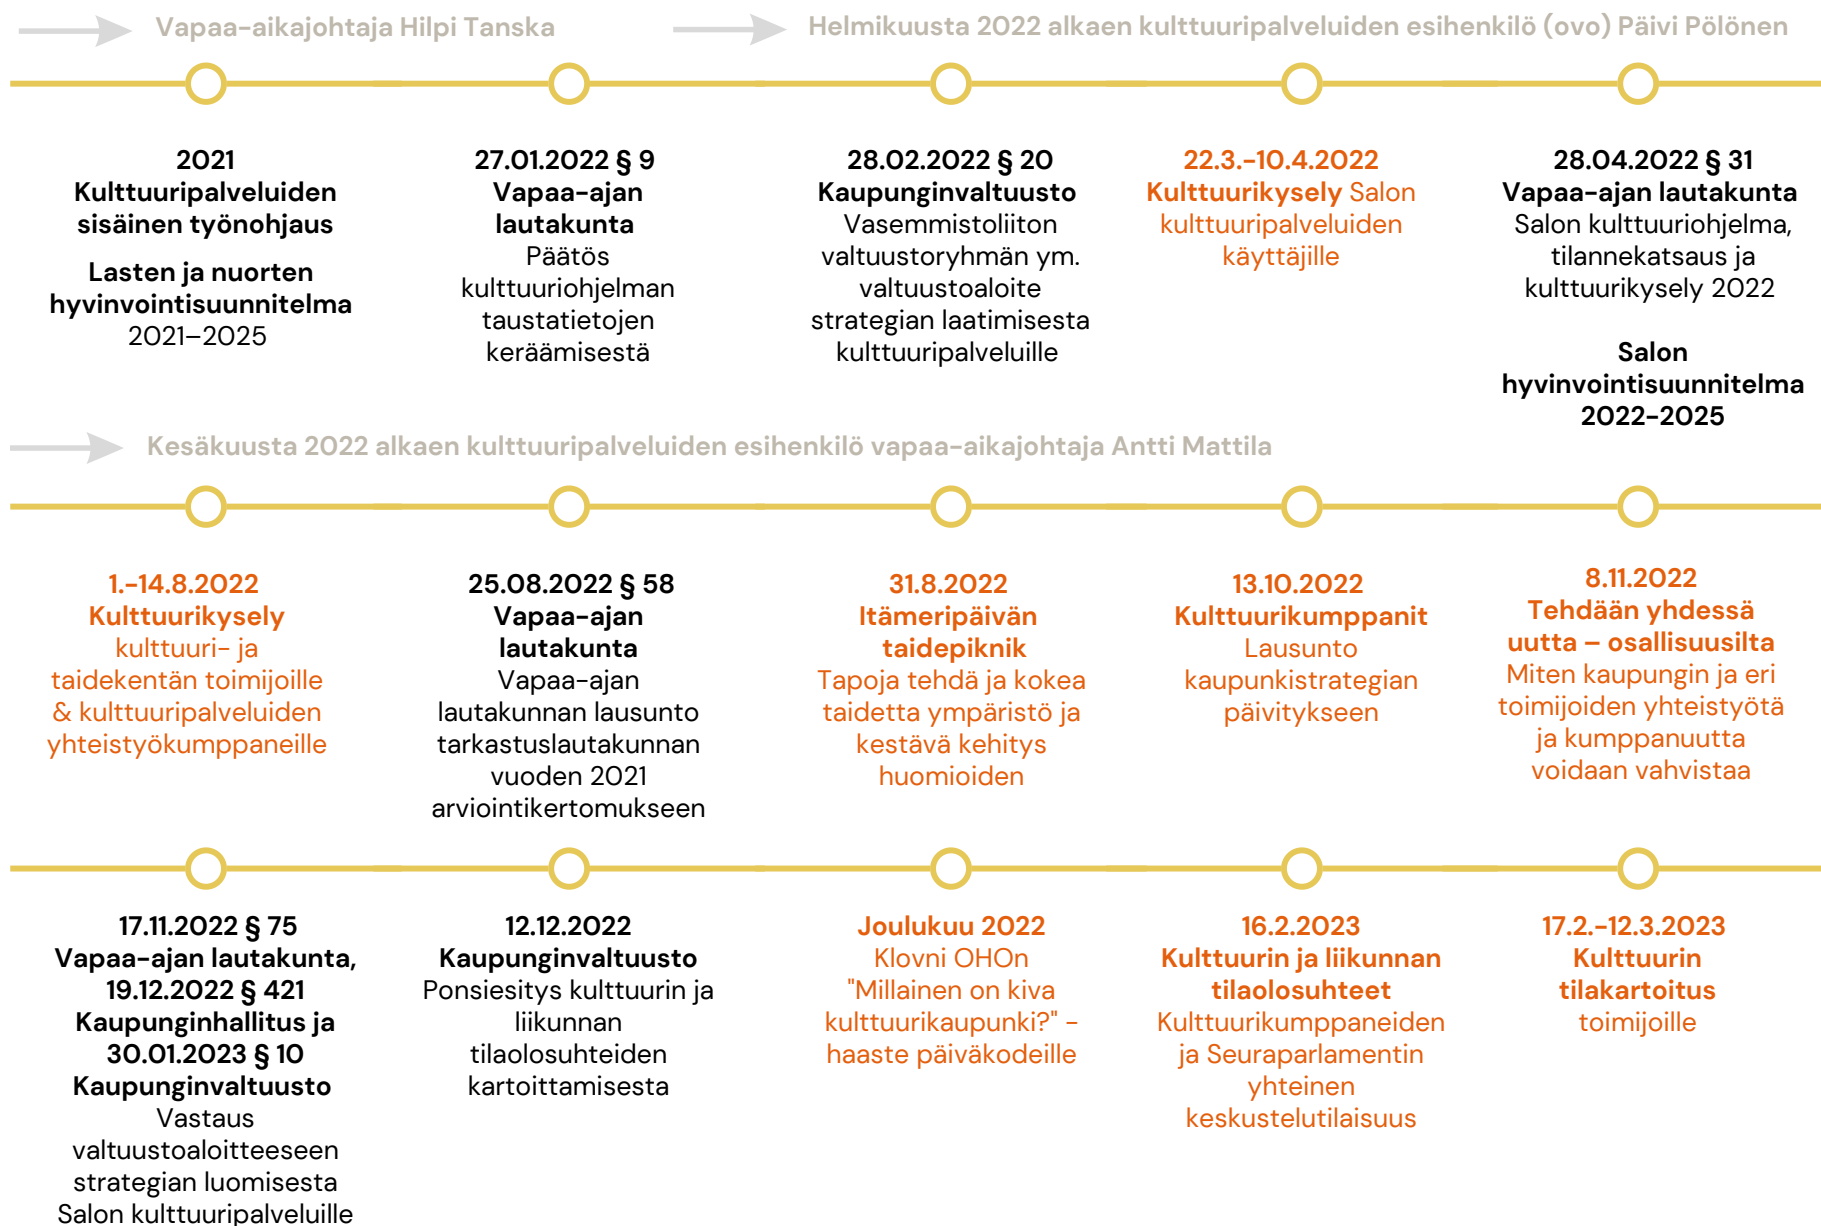 Vapaa-aikajohtaja Hilpi Tanska
Helmikuusta 2022 alkaen kulttuuripalveluiden esihenkilö (ovo) Päivi Pölönen
2021
Kulttuuripalveluiden
sisäinen työnohjaus
Lasten ja nuorten
hyvinvointisuunnitelma
2021–2025
27.01.2022 § 9
Vapaa-ajan
lautakunta
Päätös
kulttuuriohjelman
taustatietojen
keräämisestä
28.02.2022 § 20
Kaupunginvaltuusto
Vasemmistoliiton
valtuustoryhmän ym.
valtuustoaloite
strategian laatimisesta
kulttuuripalveluille
22.3.-10.4.2022
Kulttuurikysely Salon
kulttuuripalveluiden
käyttäjille
28.04.2022 § 31
Vapaa-ajan lautakunta
Salon kulttuuriohjelma,
tilannekatsaus ja
kulttuurikysely 2022
Salon
hyvinvointisuunnitelma
2022-2025
Kesäkuusta 2022 alkaen kulttuuripalveluiden esihenkilö vapaa-aikajohtaja Antti Mattila
1.-14.8.2022
Kulttuurikysely
kulttuuri- ja
taidekentän toimijoille
& kulttuuripalveluiden
yhteistyökumppaneille
25.08.2022 § 58
Vapaa-ajan
lautakunta
Vapaa-ajan
lautakunnan lausunto
tarkastuslautakunnan
vuoden 2021
arviointikertomukseen
31.8.2022
Itämeripäivän
taidepiknik
Tapoja tehdä ja kokea
taidetta ympäristö ja
kestävä kehitys
huomioiden
13.10.2022
Kulttuurikumppanit
Lausunto
kaupunkistrategian
päivitykseen
8.11.2022
Tehdään yhdessä
uutta – osallisuusilta
Miten kaupungin ja eri
toimijoiden yhteistyötä
ja kumppanuutta
voidaan vahvistaa
17.11.2022 § 75
Vapaa-ajan lautakunta,
19.12.2022 § 421
Kaupunginhallitus ja
30.01.2023 § 10
Kaupunginvaltuusto
Vastaus
valtuustoaloitteeseen
strategian luomisesta
Salon kulttuuripalveluille
12.12.2022
Kaupunginvaltuusto
Ponsiesitys kulttuurin ja
liikunnan
tilaolosuhteiden
kartoittamisesta
Joulukuu 2022
Klovni OHOn
"Millainen on kiva
kulttuurikaupunki?" -
haaste päiväkodeille
16.2.2023
Kulttuurin ja liikunnan
tilaolosuhteet
Kulttuurikumppaneiden
ja Seuraparlamentin
yhteinen
keskustelutilaisuus
17.2.-12.3.2023
Kulttuurin
tilakartoitus
toimijoille